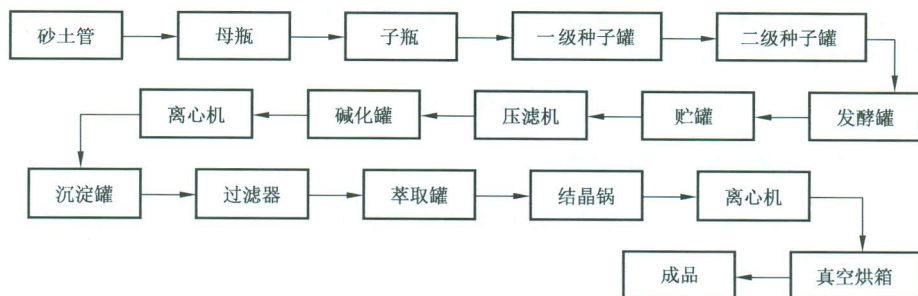 砂土管
母瓶
子瓶
一级种子罐
二级种子罐
发酵罐
贮罐
压滤机
碱化罐
离心机
沉淀罐
过滤器
萃取罐
结晶锅
离心机
真空烘箱
成品